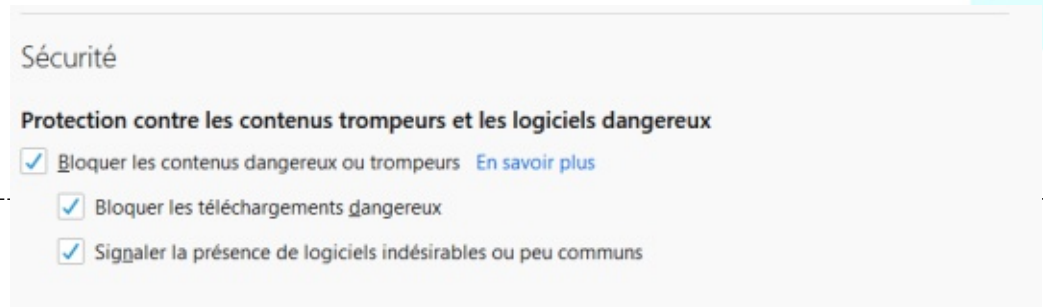 Sécurité
Protection contre les contenus trompeurs et les logiciels dangereux
Bloquer les contenus dangereux ou trompeurs En savoir plus
Bloquer les téléchargements dangereux
Signaler la présence de logiciels indésirables ou peu communs